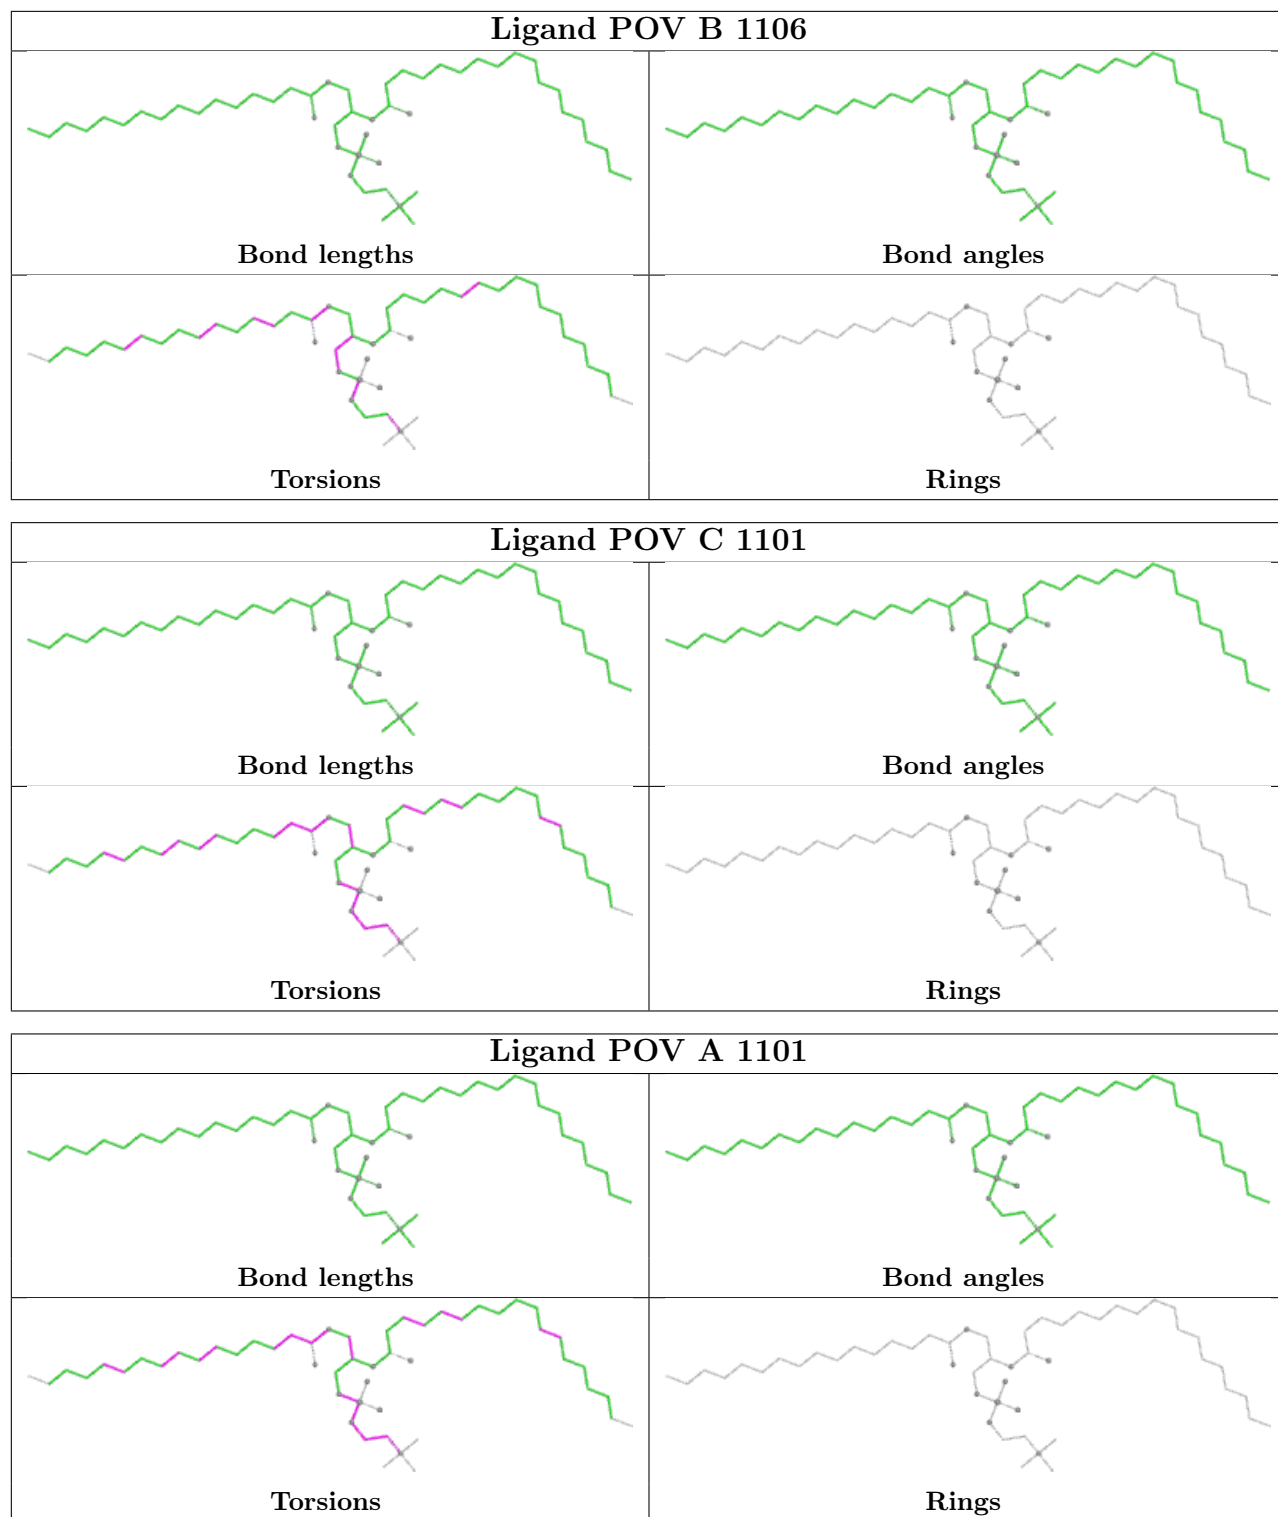 Ligand POV B 1106
Bond lengths Bond angles
Torsions Rings
Ligand POV C 1101
Bond lengths Bond angles
Torsions Rings
Ligand POV A 1101
Bond lengths Bond angles
Torsions Rings